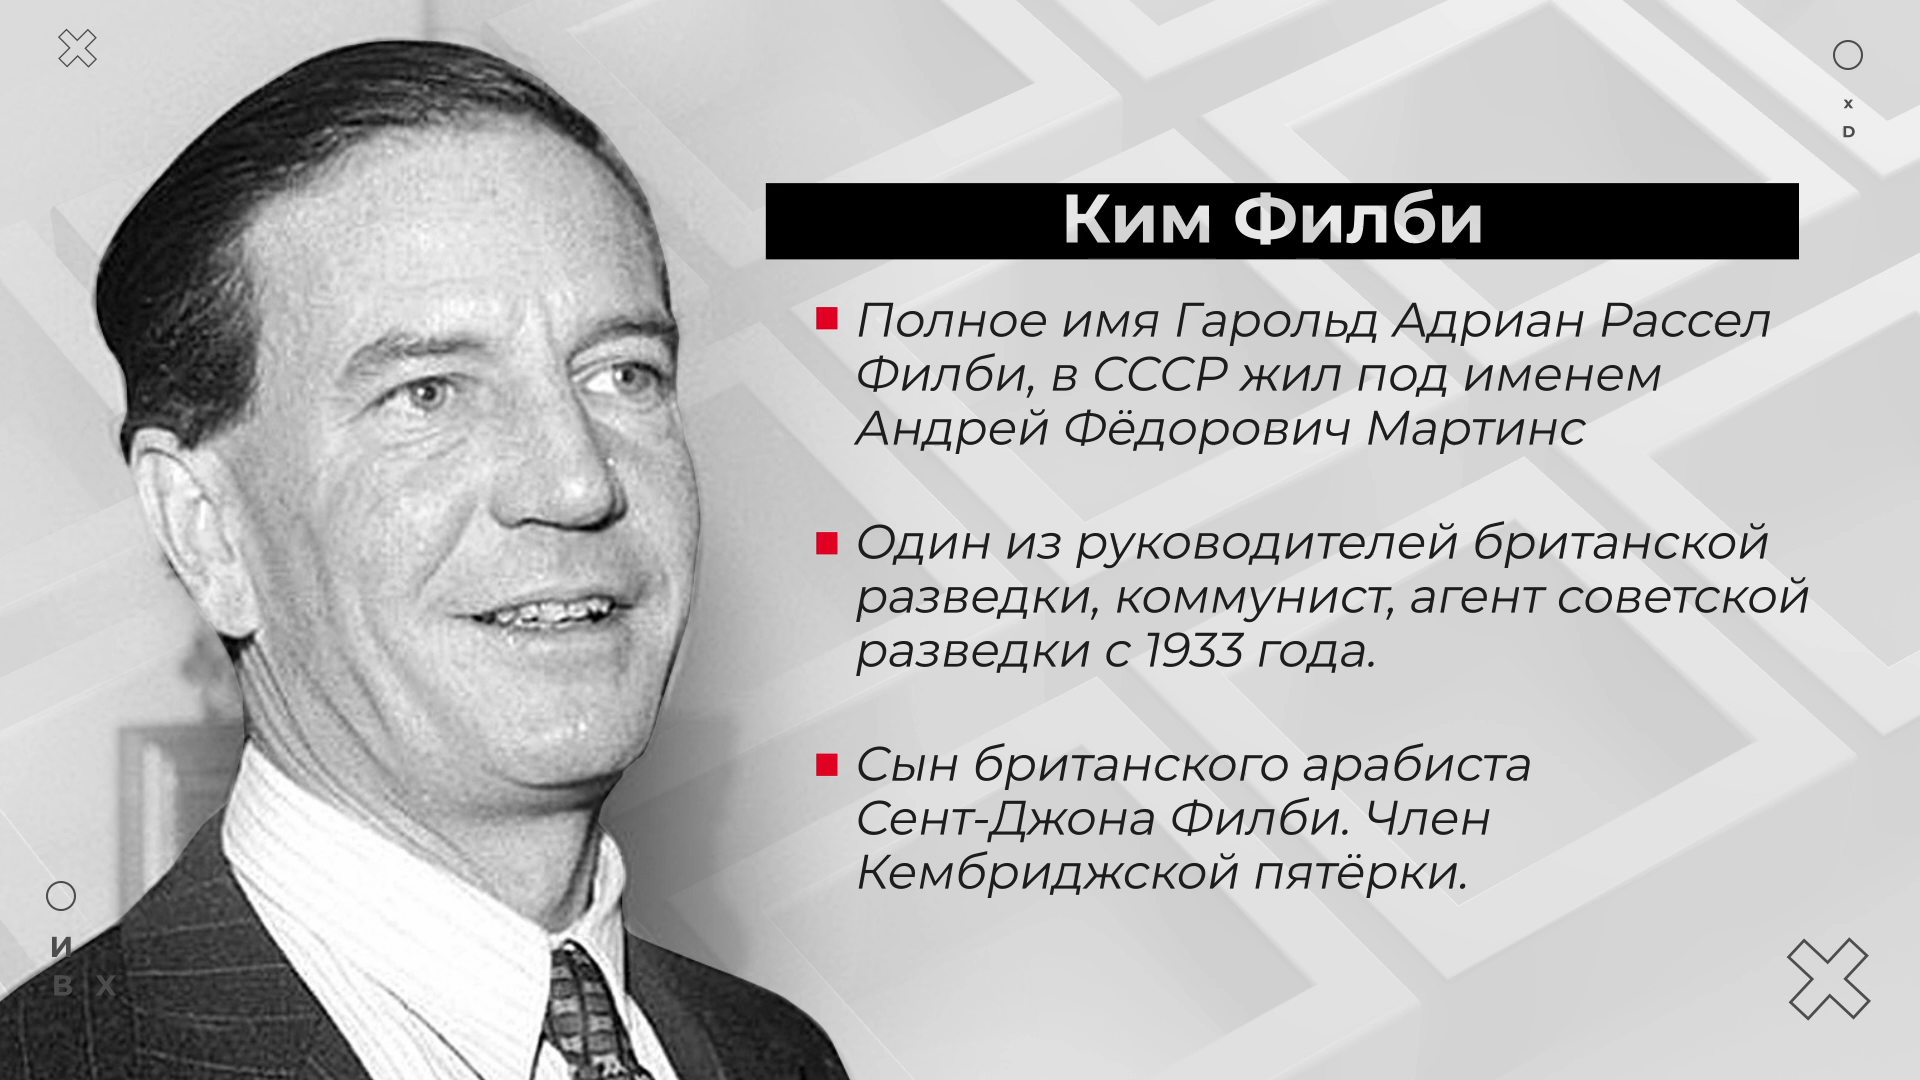 x
D
Ким Филби
Полное имя Гарольд Адриан Рассел
Филби, в СССР жил под именем
Андрей Фёдорович Мартинс
Один из руководителей британской
разведки, коммунист, агент советской
разведки с 1933 года.
Сын британского арабиста
Сент-Джона Филби. Член
Кембриджской пятёрки.
И
В X